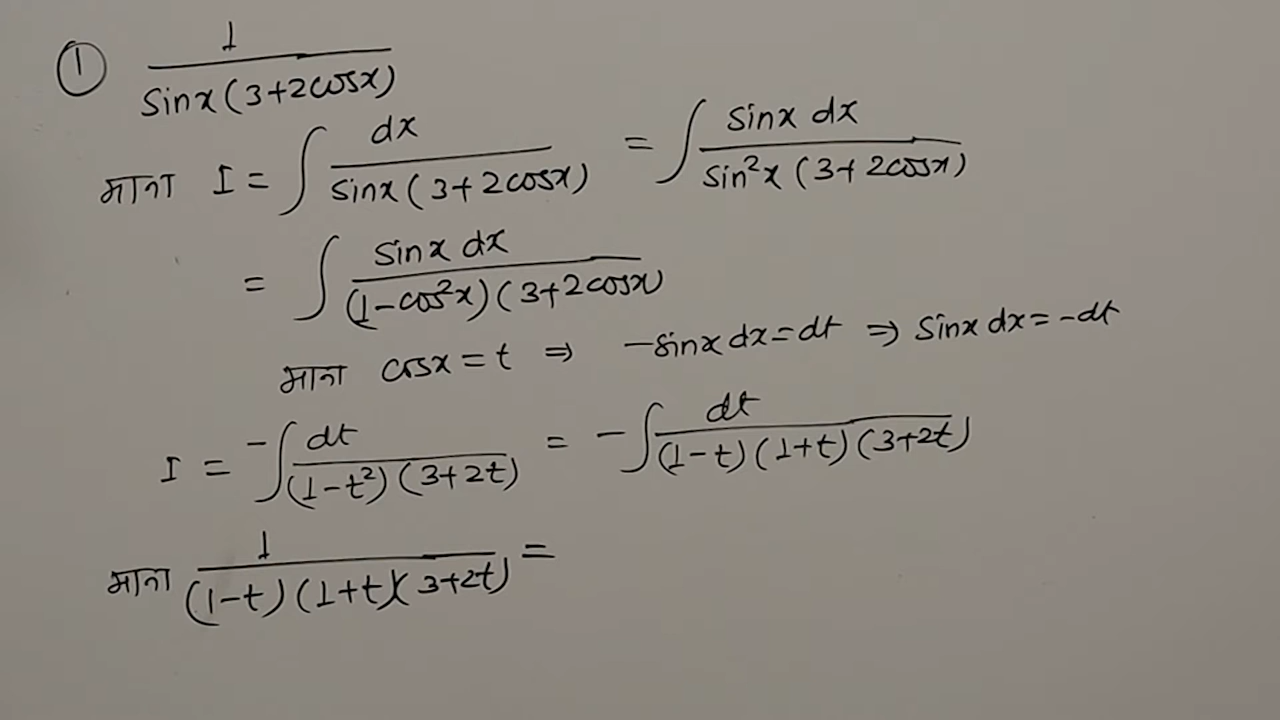 ① 1/(sinx(3+2cosx))
माना I = ∫ dx/(sinx(3+2cosx)) = ∫ sinx dx/(sin²x(3+2cosx))
= ∫ sinx dx/((1-cos²x)(3+2cosx)
माना cosx = t ⇒ -sinx dx = dt ⇒ sinx dx = -dt
I = -∫ dt/((1-t²)(3+2t)) = -∫ dt/((1-t)(1+t)(3+2t))
माना 1/((1-t)(1+t)(3+2t)) =